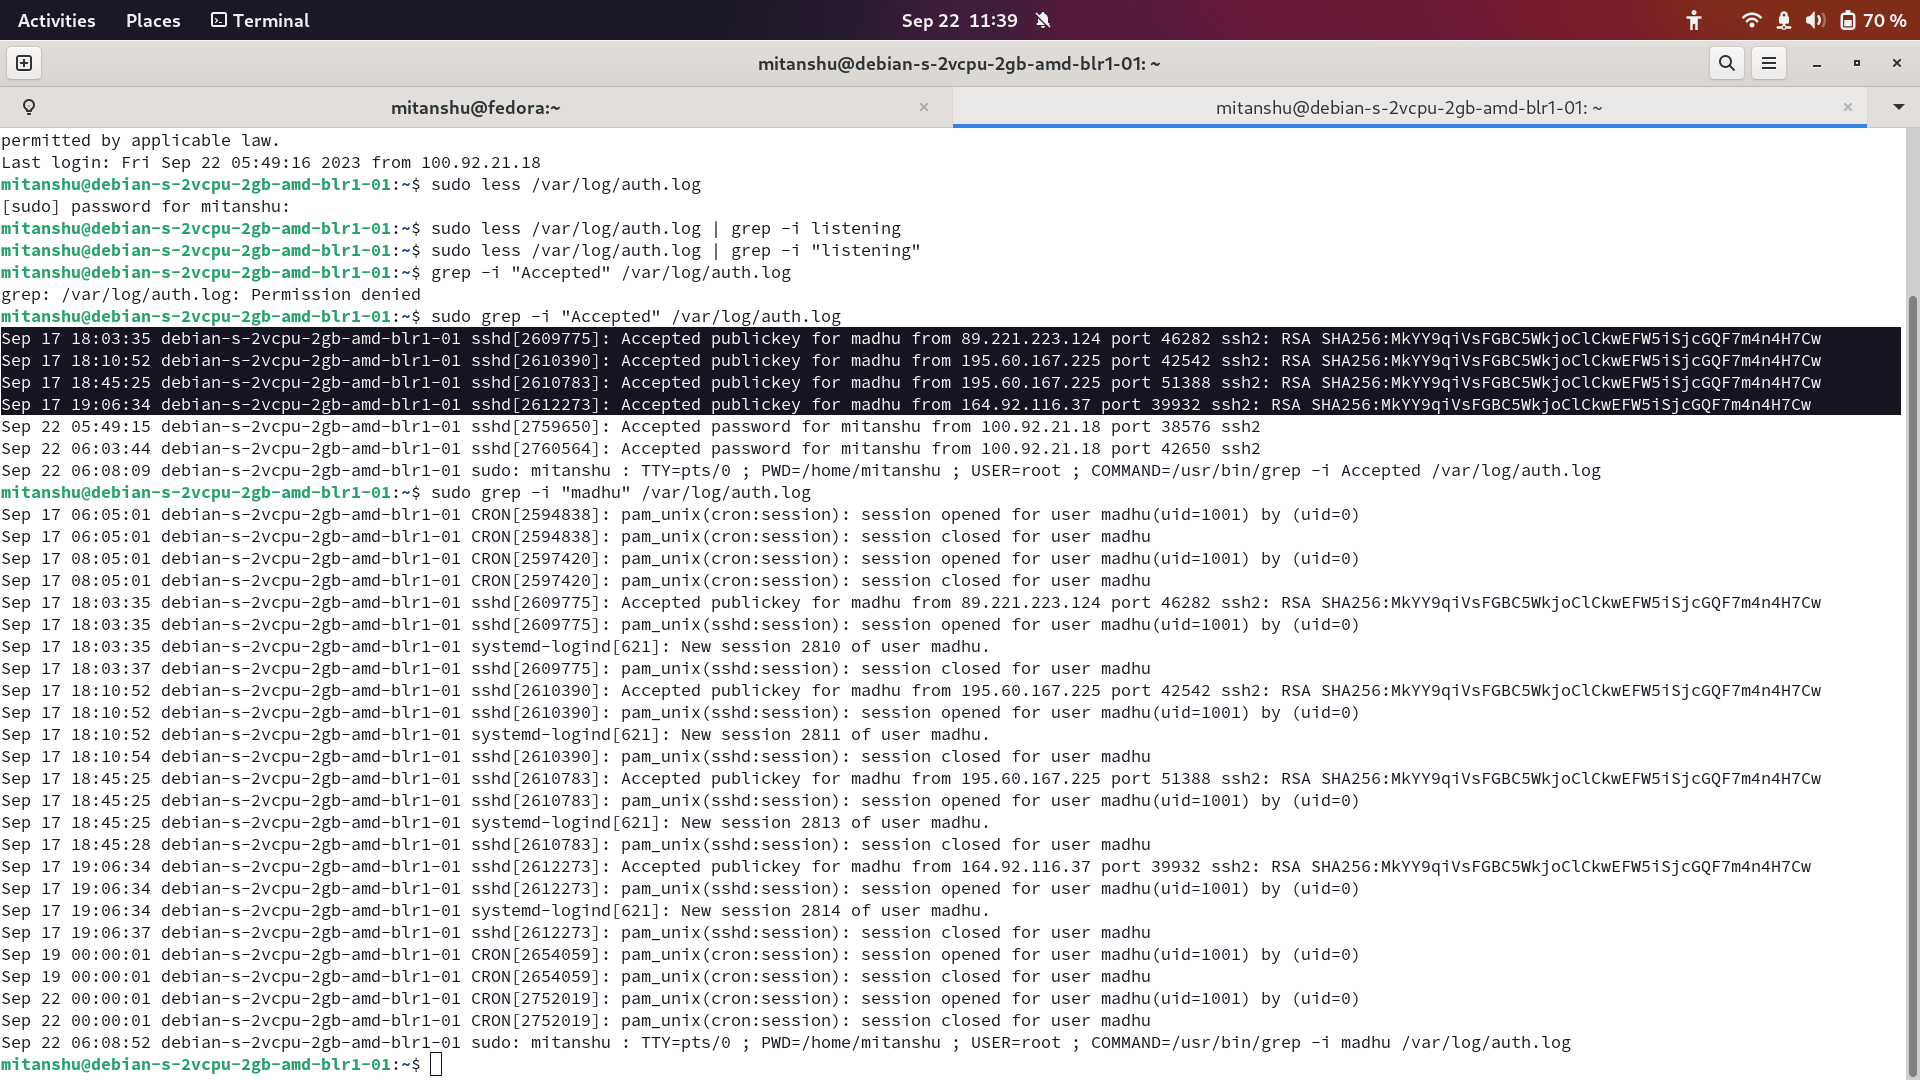 Activities Places Terminal Sep 22 11:39 70 %
mitanshu@debian-s-2vcpu-2gb-amd-blr1-01: ~
mitanshu@fedora:~ mitanshu@debian-s-2vcpu-2gb-amd-blr1-01: ~
permitted by applicable law.
Last login: Fri Sep 22 05:49:16 2023 from 100.92.21.18
mitanshu@debian-s-2vcpu-2gb-amd-blr1-01:~$ sudo less /var/log/auth.log
[sudo] password for mitanshu:
mitanshu@debian-s-2vcpu-2gb-amd-blr1-01:~$ sudo less /var/log/auth.log | grep -i listening
mitanshu@debian-s-2vcpu-2gb-amd-blr1-01:~$ sudo less /var/log/auth.log | grep -i "listening"
mitanshu@debian-s-2vcpu-2gb-amd-blr1-01:~$ grep -i "Accepted" /var/log/auth.log
grep: /var/log/auth.log: Permission denied
mitanshu@debian-s-2vcpu-2gb-amd-blr1-01:~$ sudo grep -i "Accepted" /var/log/auth.log
Sep 17 18:03:35 debian-s-2vcpu-2gb-amd-blr1-01 sshd[2609775]: Accepted publickey for madhu from 89.221.223.124 port 46282 ssh2: RSA SHA256:MkYY9qiVsFGBC5WkjoClCkwEFW5iSjcGQF7m4n4H7Cw
Sep 17 18:10:52 debian-s-2vcpu-2gb-amd-blr1-01 sshd[2610390]: Accepted publickey for madhu from 195.60.167.225 port 42542 ssh2: RSA SHA256:MkYY9qiVsFGBC5WkjoClCkwEFW5iSjcGQF7m4n4H7Cw
Sep 17 18:45:25 debian-s-2vcpu-2gb-amd-blr1-01 sshd[2610783]: Accepted publickey for madhu from 195.60.167.225 port 51388 ssh2: RSA SHA256:MkYY9qiVsFGBC5WkjoClCkwEFW5iSjcGQF7m4n4H7Cw
Sep 17 19:06:34 debian-s-2vcpu-2gb-amd-blr1-01 sshd[2612273]: Accepted publickey for madhu from 164.92.116.37 port 39932 ssh2: RSA SHA256:MkYY9qiVsFGBC5WkjoClCkwEFW5iSjcGQF7m4n4H7Cw
Sep 22 05:49:15 debian-s-2vcpu-2gb-amd-blr1-01 sshd[2759650]: Accepted password for mitanshu from 100.92.21.18 port 38576 ssh2
Sep 22 06:03:44 debian-s-2vcpu-2gb-amd-blr1-01 sshd[2760564]: Accepted password for mitanshu from 100.92.21.18 port 42650 ssh2
Sep 22 06:08:09 debian-s-2vcpu-2gb-amd-blr1-01 sudo: mitanshu : TTY=pts/0 ; PWD=/home/mitanshu ; USER=root ; COMMAND=/usr/bin/grep -i Accepted /var/log/auth.log
mitanshu@debian-s-2vcpu-2gb-amd-blr1-01:~$ sudo grep -i "madhu" /var/log/auth.log
Sep 17 06:05:01 debian-s-2vcpu-2gb-amd-blr1-01 CRON[2594838]: pam_unix(cron:session): session opened for user madhu(uid=1001) by (uid=0)
Sep 17 06:05:01 debian-s-2vcpu-2gb-amd-blr1-01 CRON[2594838]: pam_unix(cron:session): session closed for user madhu
Sep 17 08:05:01 debian-s-2vcpu-2gb-amd-blr1-01 CRON[2597420]: pam_unix(cron:session): session opened for user madhu(uid=1001) by (uid=0)
Sep 17 08:05:01 debian-s-2vcpu-2gb-amd-blr1-01 CRON[2597420]: pam_unix(cron:session): session closed for user madhu
Sep 17 18:03:35 debian-s-2vcpu-2gb-amd-blr1-01 sshd[2609775]: Accepted publickey for madhu from 89.221.223.124 port 46282 ssh2: RSA SHA256:MkYY9qiVsFGBC5WkjoClCkwEFW5iSjcGQF7m4n4H7Cw
Sep 17 18:03:35 debian-s-2vcpu-2gb-amd-blr1-01 sshd[2609775]: pam_unix(sshd:session): session opened for user madhu(uid=1001) by (uid=0)
Sep 17 18:03:35 debian-s-2vcpu-2gb-amd-blr1-01 systemd-logind[621]: New session 2810 of user madhu.
Sep 17 18:03:37 debian-s-2vcpu-2gb-amd-blr1-01 sshd[2609775]: pam_unix(sshd:session): session closed for user madhu
Sep 17 18:10:52 debian-s-2vcpu-2gb-amd-blr1-01 sshd[2610390]: Accepted publickey for madhu from 195.60.167.225 port 42542 ssh2: RSA SHA256:MkYY9qiVsFGBC5WkjoClCkwEFW5iSjcGQF7m4n4H7Cw
Sep 17 18:10:52 debian-s-2vcpu-2gb-amd-blr1-01 sshd[2610390]: pam_unix(sshd:session): session opened for user madhu(uid=1001) by (uid=0)
Sep 17 18:10:52 debian-s-2vcpu-2gb-amd-blr1-01 systemd-logind[621]: New session 2811 of user madhu.
Sep 17 18:10:54 debian-s-2vcpu-2gb-amd-blr1-01 sshd[2610390]: pam_unix(sshd:session): session closed for user madhu
Sep 17 18:45:25 debian-s-2vcpu-2gb-amd-blr1-01 sshd[2610783]: Accepted publickey for madhu from 195.60.167.225 port 51388 ssh2: RSA SHA256:MkYY9qiVsFGBC5WkjoClCkwEFW5iSjcGQF7m4n4H7Cw
Sep 17 18:45:25 debian-s-2vcpu-2gb-amd-blr1-01 sshd[2610783]: pam_unix(sshd:session): session opened for user madhu(uid=1001) by (uid=0)
Sep 17 18:45:25 debian-s-2vcpu-2gb-amd-blr1-01 systemd-logind[621]: New session 2813 of user madhu.
Sep 17 18:45:28 debian-s-2vcpu-2gb-amd-blr1-01 sshd[2610783]: pam_unix(sshd:session): session closed for user madhu
Sep 17 19:06:34 debian-s-2vcpu-2gb-amd-blr1-01 sshd[2612273]: Accepted publickey for madhu from 164.92.116.37 port 39932 ssh2: RSA SHA256:MkYY9qiVsFGBC5WkjoClCkwEFW5iSjcGQF7m4n4H7Cw
Sep 17 19:06:34 debian-s-2vcpu-2gb-amd-blr1-01 sshd[2612273]: pam_unix(sshd:session): session opened for user madhu(uid=1001) by (uid=0)
Sep 17 19:06:34 debian-s-2vcpu-2gb-amd-blr1-01 systemd-logind[621]: New session 2814 of user madhu.
Sep 17 19:06:37 debian-s-2vcpu-2gb-amd-blr1-01 sshd[2612273]: pam_unix(sshd:session): session closed for user madhu
Sep 19 00:00:01 debian-s-2vcpu-2gb-amd-blr1-01 CRON[2654059]: pam_unix(cron:session): session opened for user madhu(uid=1001) by (uid=0)
Sep 19 00:00:01 debian-s-2vcpu-2gb-amd-blr1-01 CRON[2654059]: pam_unix(cron:session): session closed for user madhu
Sep 22 00:00:01 debian-s-2vcpu-2gb-amd-blr1-01 CRON[2752019]: pam_unix(cron:session): session opened for user madhu(uid=1001) by (uid=0)
Sep 22 00:00:01 debian-s-2vcpu-2gb-amd-blr1-01 CRON[2752019]: pam_unix(cron:session): session closed for user madhu
Sep 22 06:08:52 debian-s-2vcpu-2gb-amd-blr1-01 sudo: mitanshu : TTY=pts/0 ; PWD=/home/mitanshu ; USER=root ; COMMAND=/usr/bin/grep -i madhu /var/log/auth.log
mitanshu@debian-s-2vcpu-2gb-amd-blr1-01:~$